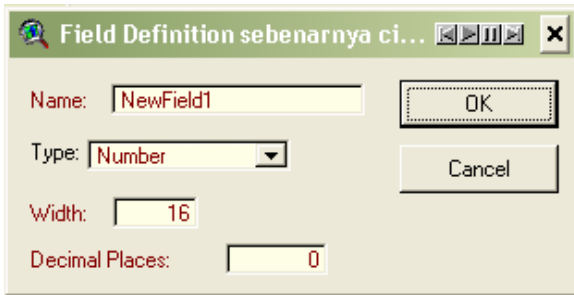 Field Definition sebenarnya ci...
Name: NewField1
OK
Type: Number
Cancel
Width: 16
Decimal Places: 0